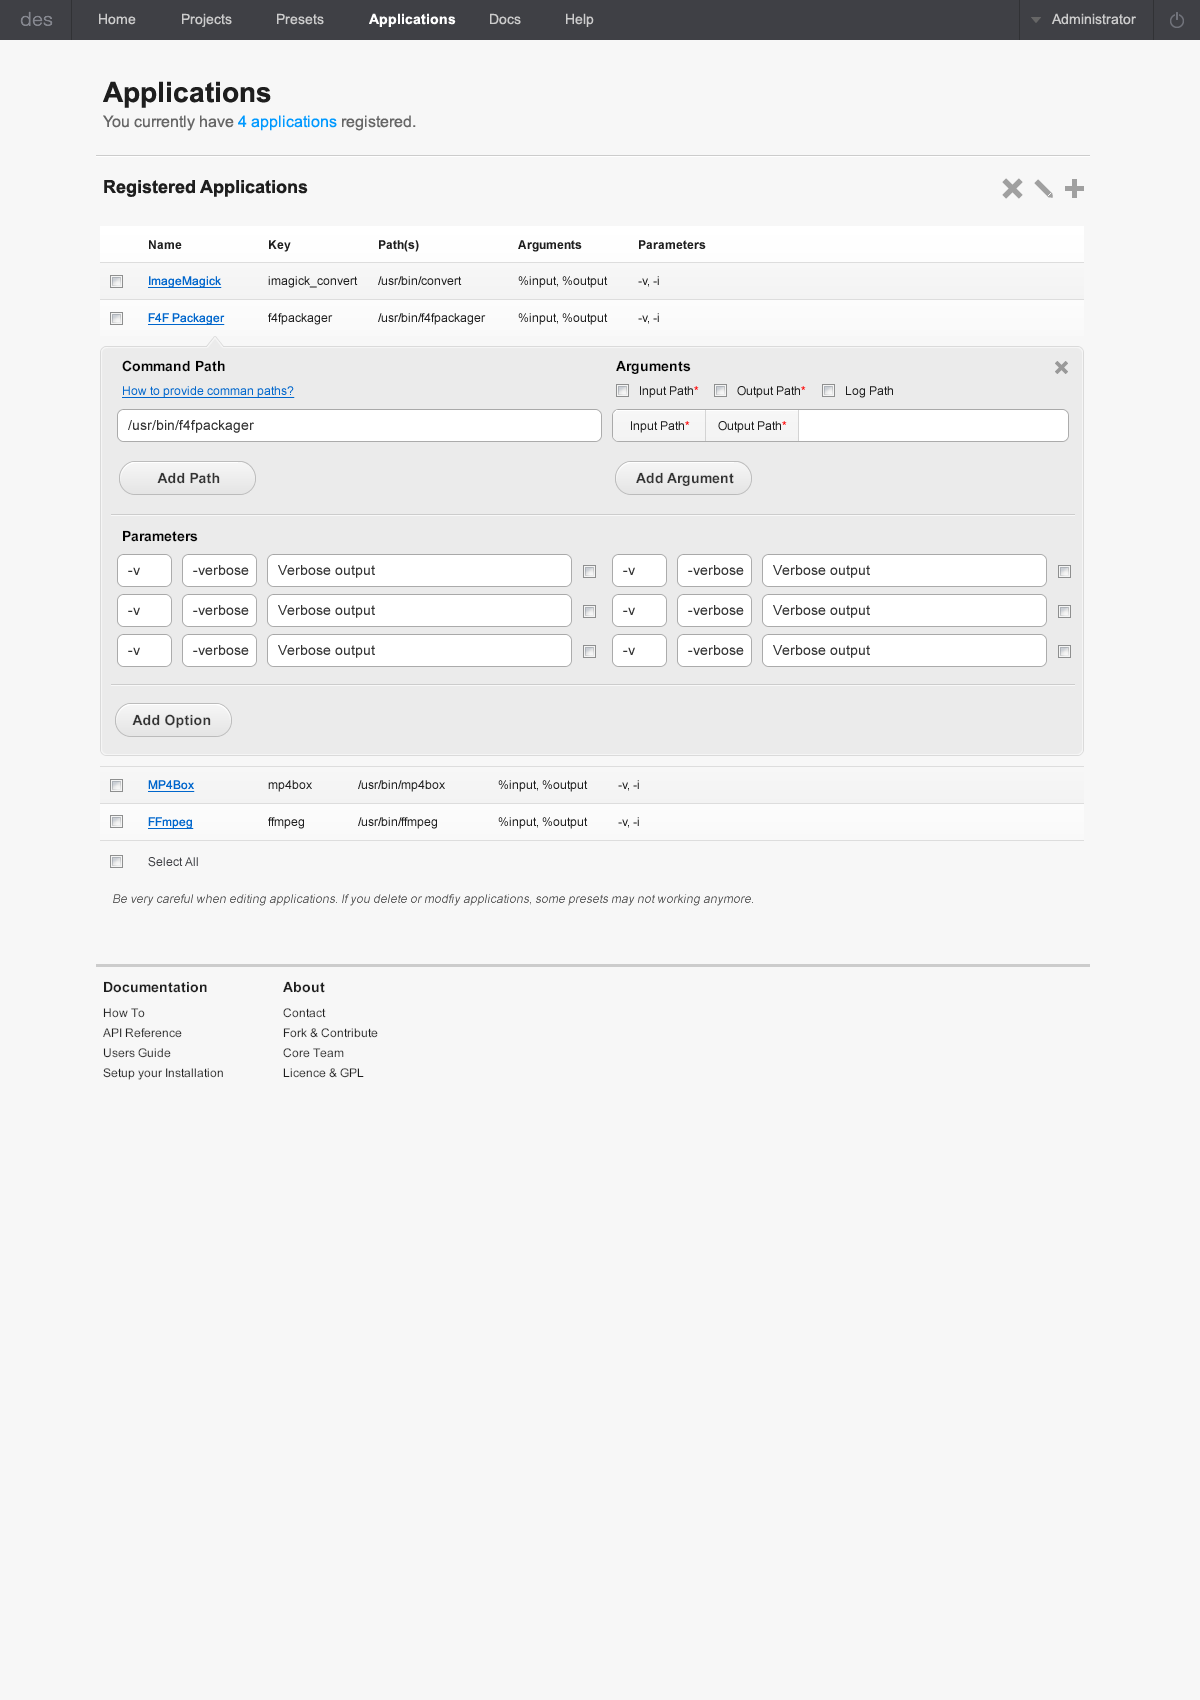 des Home Projects Presets Applications Docs Help Administrator
Applications
You currently have 4 applications registered.
Registered Applications
Name Key Path(s) Arguments Parameters
ImageMagick imagick_convert /usr/bin/convert %input, %output -v, -i
F4F Packager f4fpackager /usr/bin/f4fpackager %input, %output -v, -i
Command Path Arguments
How to provide comman paths? Input Path* Output Path* Log Path
/usr/bin/f4fpackager Input Path* Output Path*
Add Path Add Argument
Parameters
-v -verbose Verbose output -v -verbose Verbose output
-v -verbose Verbose output -v -verbose Verbose output
-v -verbose Verbose output -v -verbose Verbose output
Add Option
MP4Box mp4box /usr/bin/mp4box %input, %output -v, -i
FFmpeg ffmpeg /usr/bin/ffmpeg %input, %output -v, -i
Select All
Be very careful when editing applications. If you delete or modfiy applications, some presets may not working anymore.
Documentation About
How To Contact
API Reference Fork & Contribute
Users Guide Core Team
Setup your Installation Licence & GPL